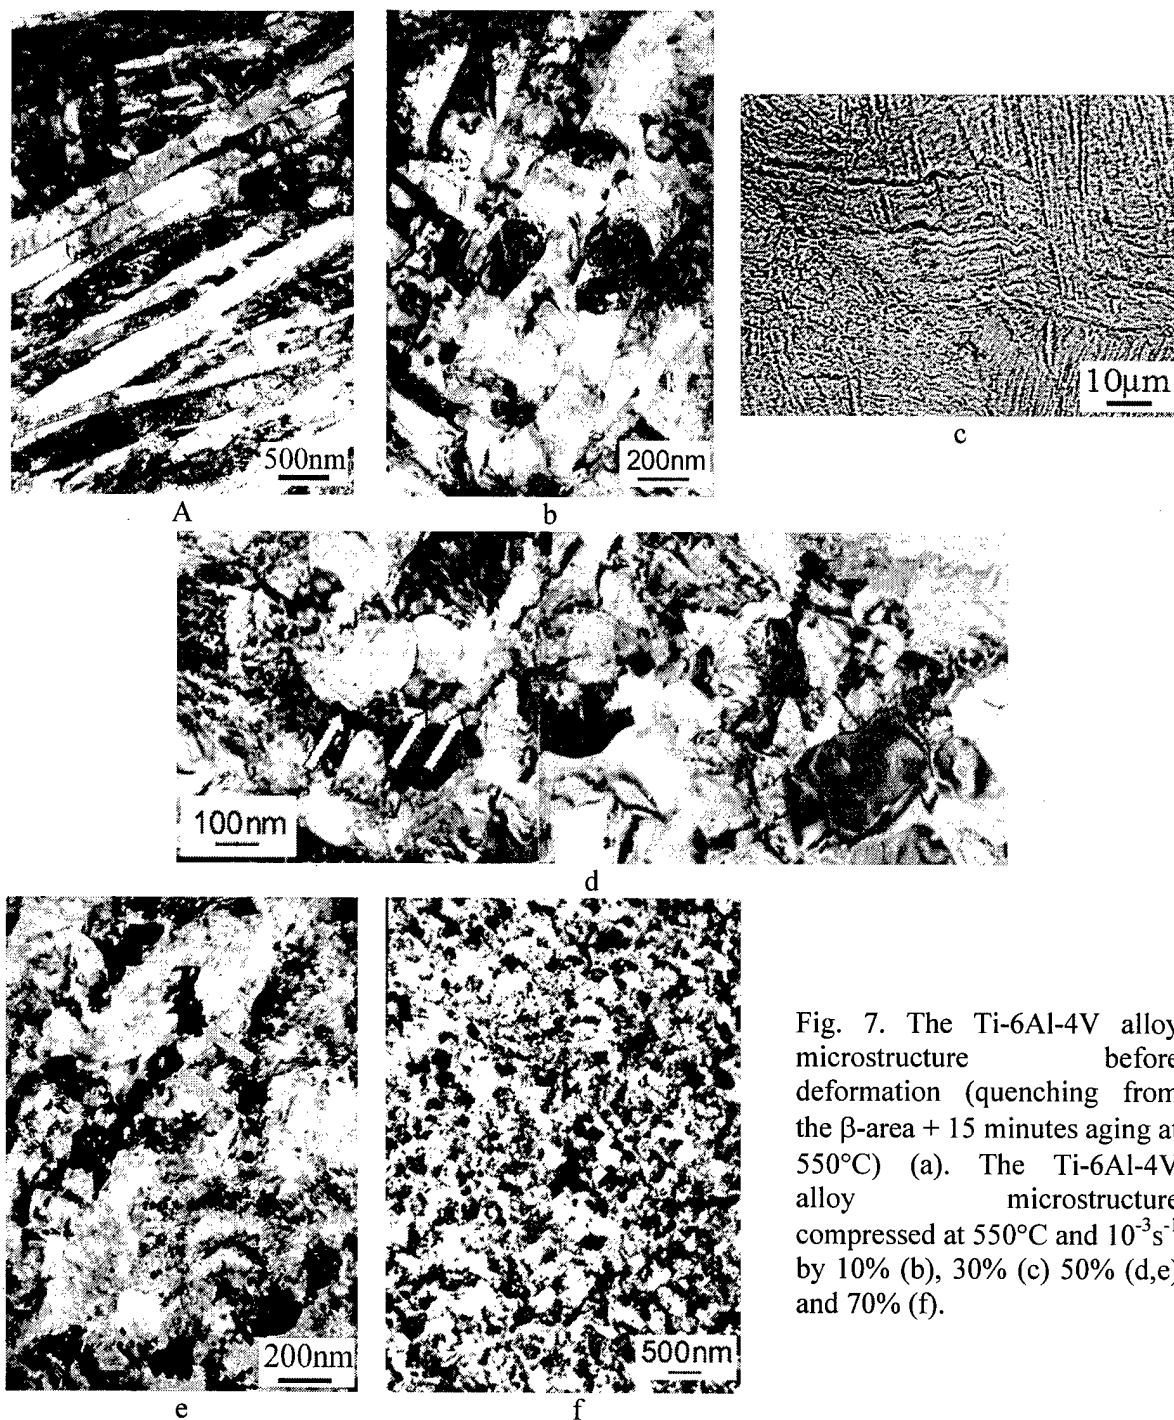 500nm
200nm
10μm
A
b
c
100nm
d
200nm
500nm
e
f
Fig. 7. The Ti-6Al-4V alloy
microstructure before
deformation (quenching from
the β-area + 15 minutes aging at
550°C) (a). The Ti-6Al-4V
alloy microstructure
compressed at 550°C and 10⁻³s⁻¹
by 10% (b), 30% (c) 50% (d,e)
and 70% (f).